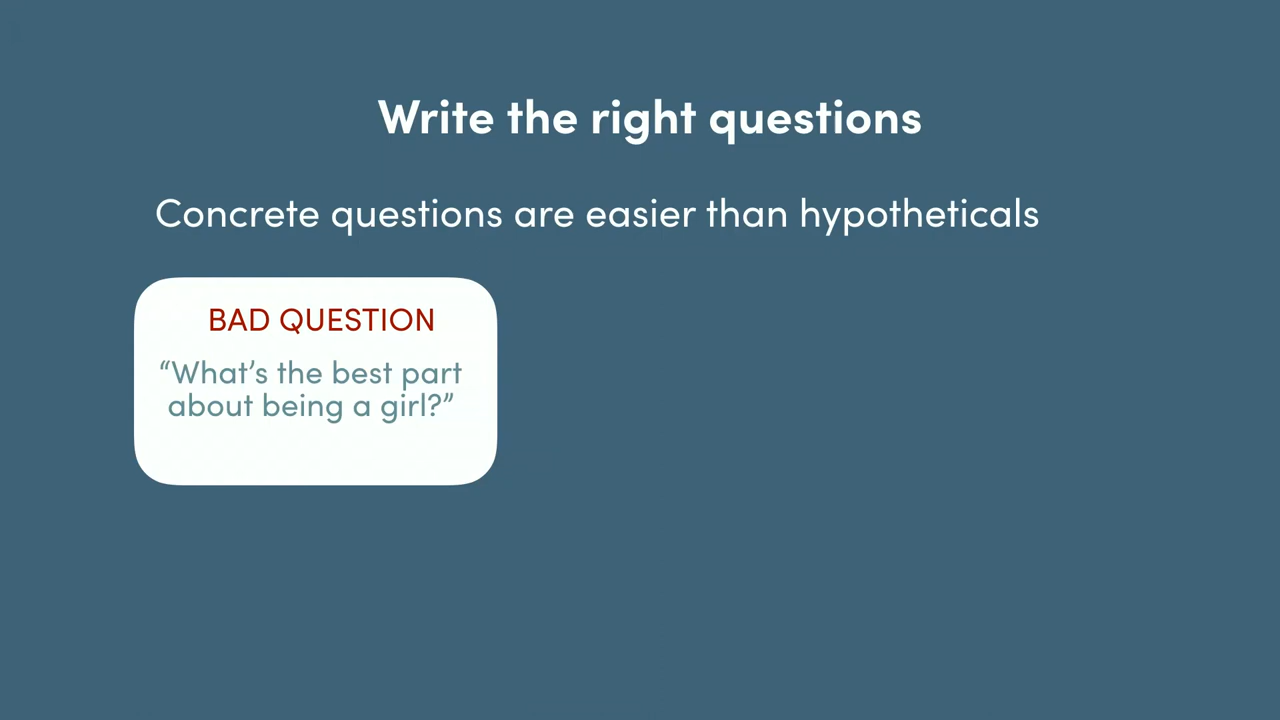 Write the right questions
Concrete questions are easier than hypotheticals
BAD QUESTION
“What’s the best part
about being a girl?”